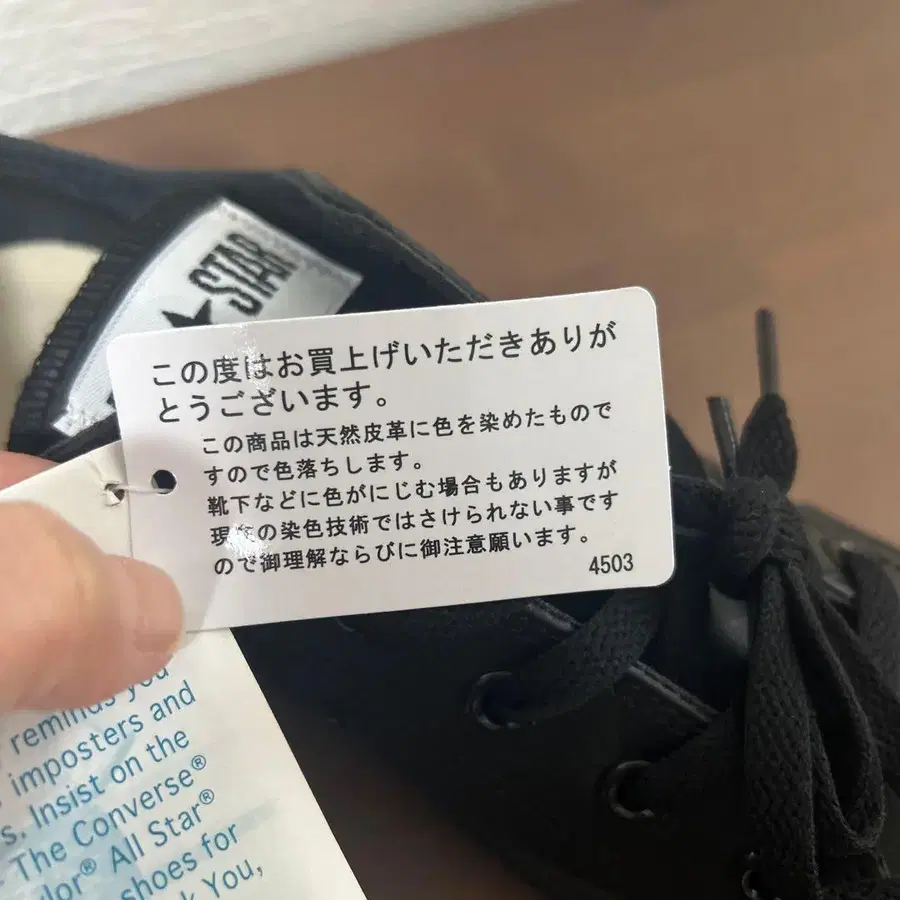 STAR
この度はお買上げいただきありが
とうございます。
この商品は天然皮革に色を染めたもので
すので色落ちします。
靴下などに色がにじむ場合もありますが
現在の染色技術ではさけられない事です
ので御理解ならびに御注意願います。
4503
reminds you
imposters and
s. Insist on the
The Converse®
lor® All Star®
shoes for
k You,